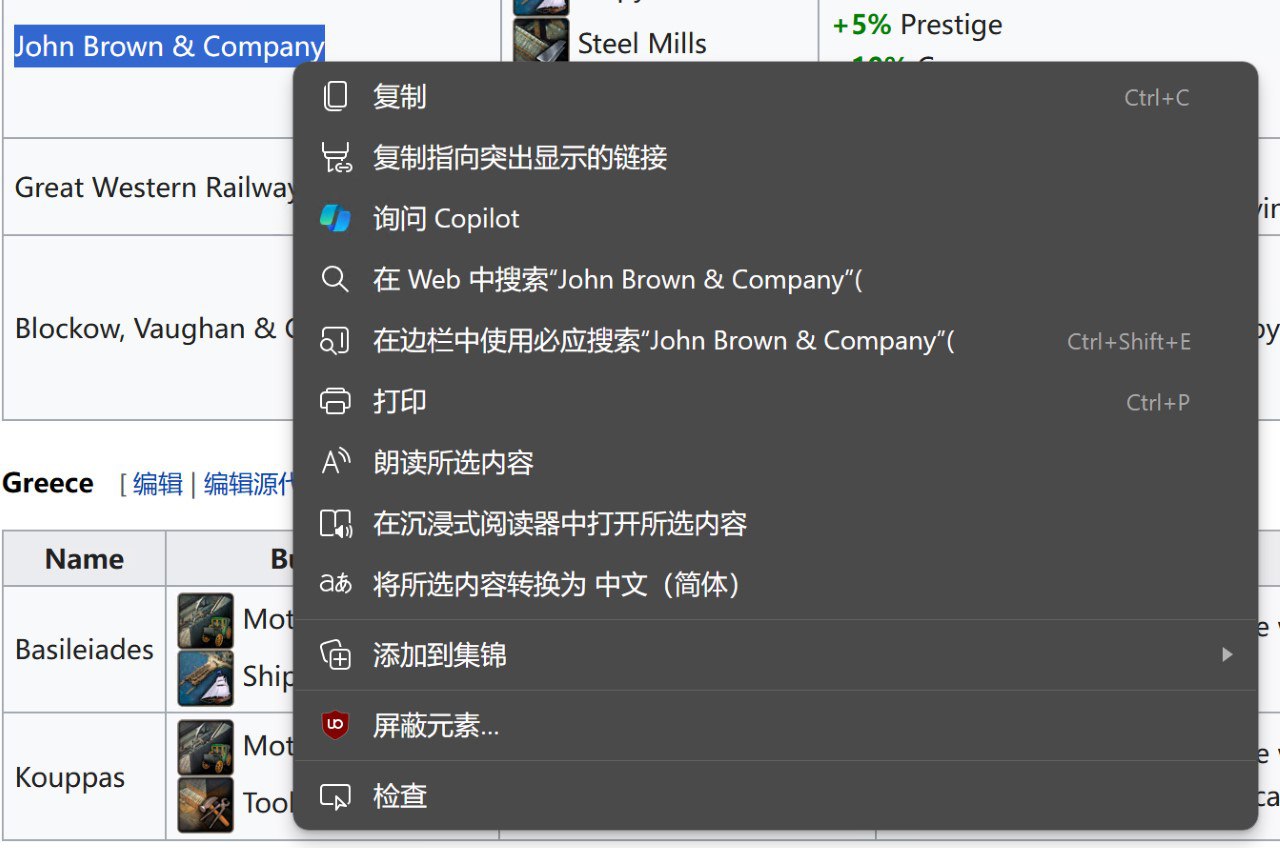 John Brown & Company
Steel Mills
+5% Prestige
复制 Ctrl+C
Great Western Railway
复制指向突出显示的链接
询问 Copilot
在 Web 中搜索“John Brown & Company”(
Blockow, Vaughan &
在边栏中使用必应搜索“John Brown & Company”( Ctrl+Shift+E
打印 Ctrl+P
朗读所选内容
Greece [ 编辑 | 编辑源代
在沉浸式阅读器中打开所选内容
Name
将所选内容转换为 中文（简体）
Basileiades
Mot
Ship
添加到集锦
屏蔽元素...
Kouppas
Mot
Tool
检查